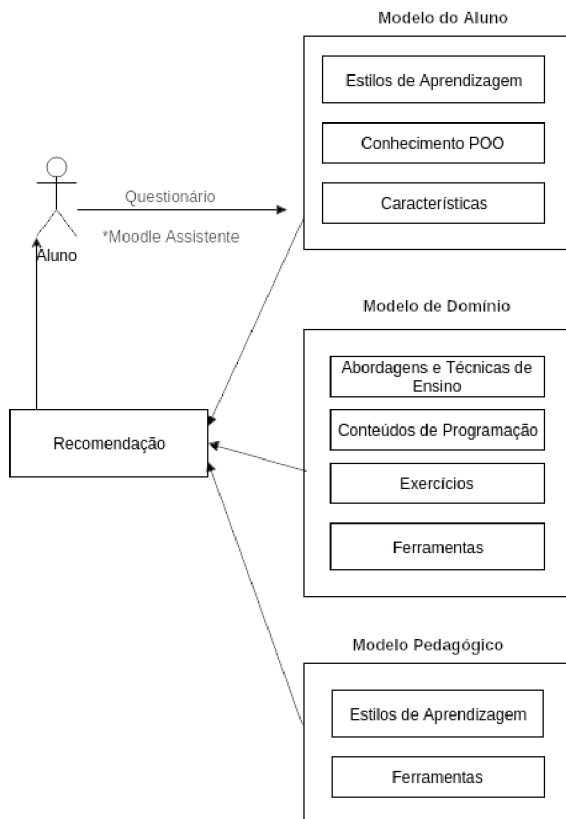 Modelo do Aluno
Estilos de Aprendizagem
Conhecimento POO
Características
Questionário
*Moodle Assistente
Aluno
Modelo de Domínio
Abordagens e Técnicas de
Ensino
Conteúdos de Programação
Exercícios
Ferramentas
Recomendação
Modelo Pedagógico
Estilos de Aprendizagem
Ferramentas